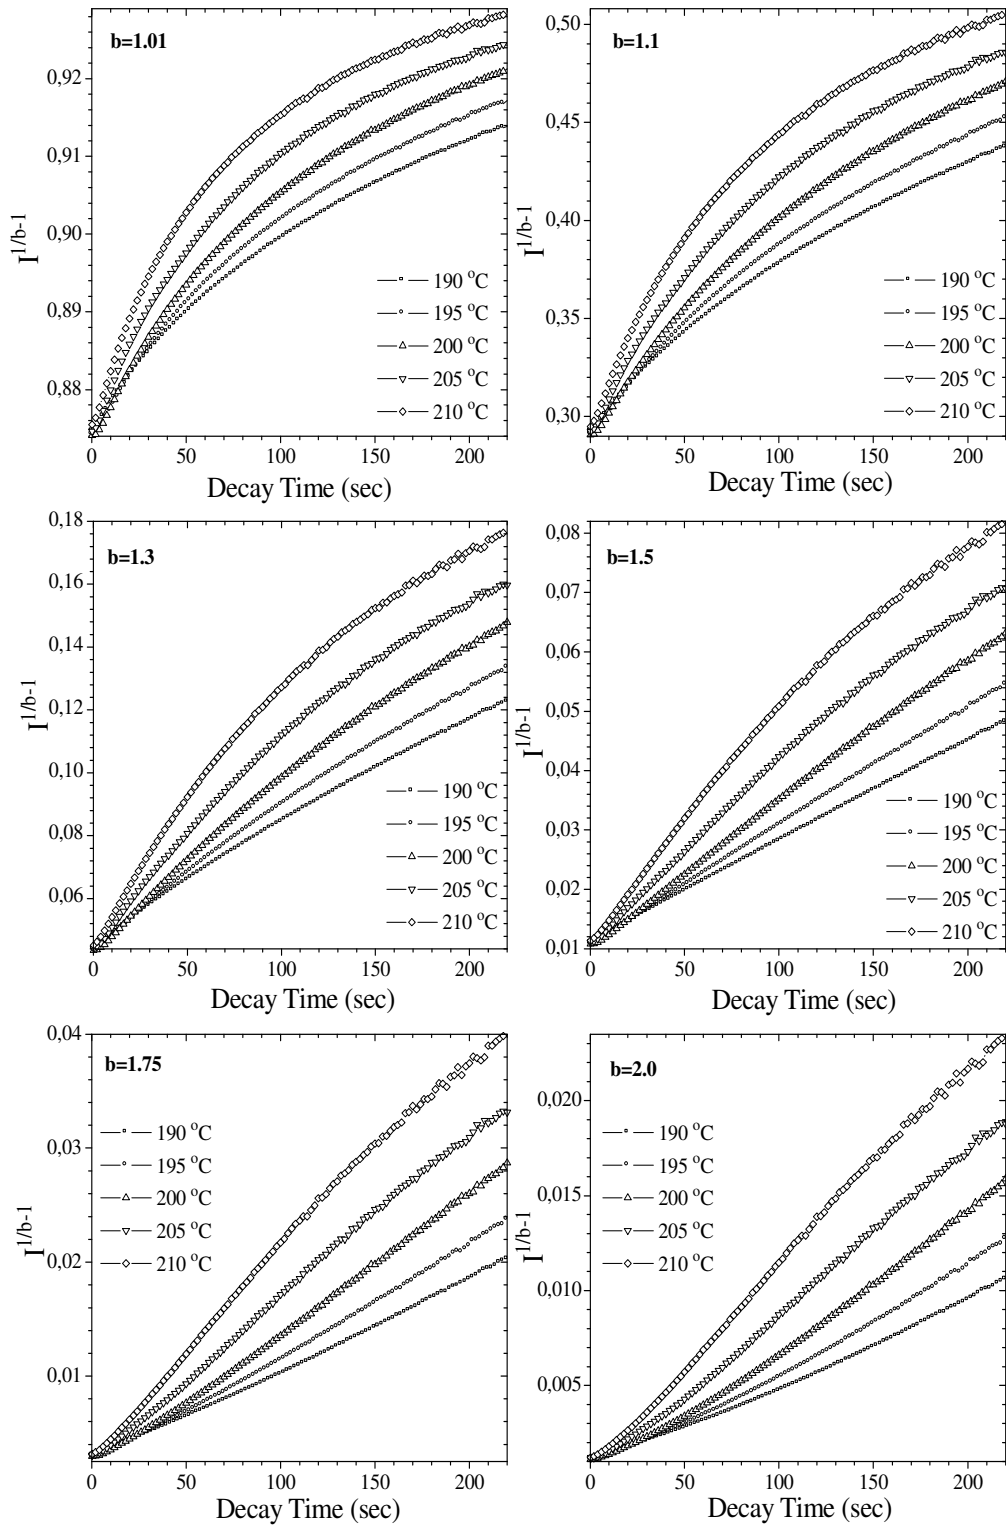 b=1.01
0,92
0,91
0,90
0,89
0,88
I^{1/b-1}
190 °C
195 °C
200 °C
205 °C
210 °C
0 50 100 150 200
Decay Time (sec)
b=1.1
0,50
0,45
0,40
0,35
0,30
I^{1/b-1}
190 °C
195 °C
200 °C
205 °C
210 °C
0 50 100 150 200
Decay Time (sec)
b=1.3
0,18
0,16
0,14
0,12
0,10
0,08
0,06
I^{1/b-1}
190 °C
195 °C
200 °C
205 °C
210 °C
0 50 100 150 200
Decay Time (sec)
b=1.5
0,08
0,07
0,06
0,05
0,04
0,03
0,02
0,01
I^{1/b-1}
190 °C
195 °C
200 °C
205 °C
210 °C
0 50 100 150 200
Decay Time (sec)
b=1.75
0,04
0,03
0,02
0,01
I^{1/b-1}
190 °C
195 °C
200 °C
205 °C
210 °C
0 50 100 150 200
Decay Time (sec)
b=2.0
0,020
0,015
0,010
0,005
I^{1/b-1}
190 °C
195 °C
200 °C
205 °C
210 °C
0 50 100 150 200
Decay Time (sec)